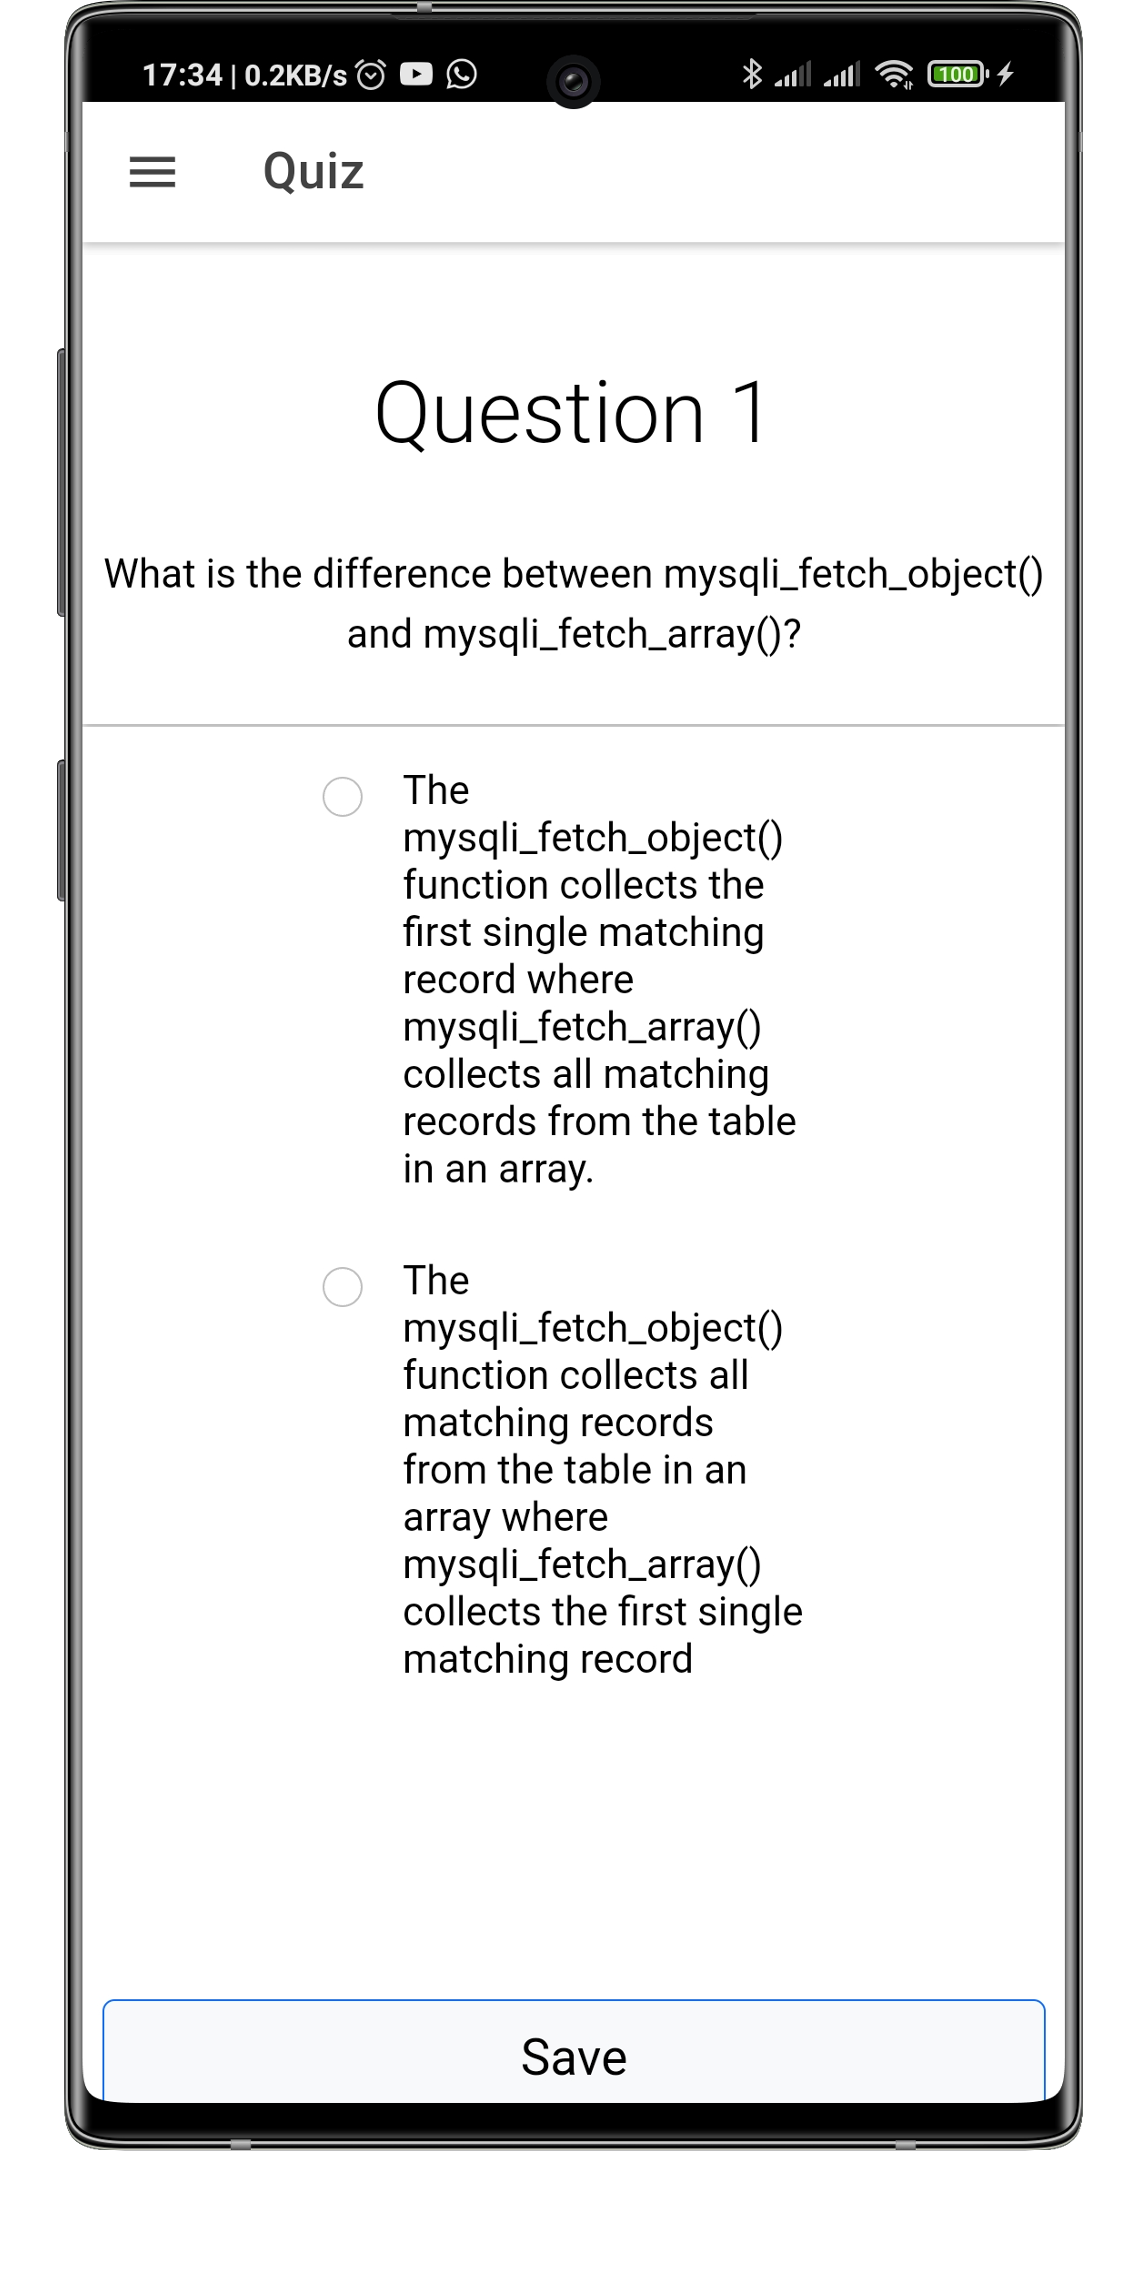 17:34 | 0.2KB/s 100
Quiz
Question 1
What is the difference between mysqli_fetch_object()
and mysqli_fetch_array()?
The
mysqli_fetch_object()
function collects the
first single matching
record where
mysqli_fetch_array()
collects all matching
records from the table
in an array.
The
mysqli_fetch_object()
function collects all
matching records
from the table in an
array where
mysqli_fetch_array()
collects the first single
matching record
Save